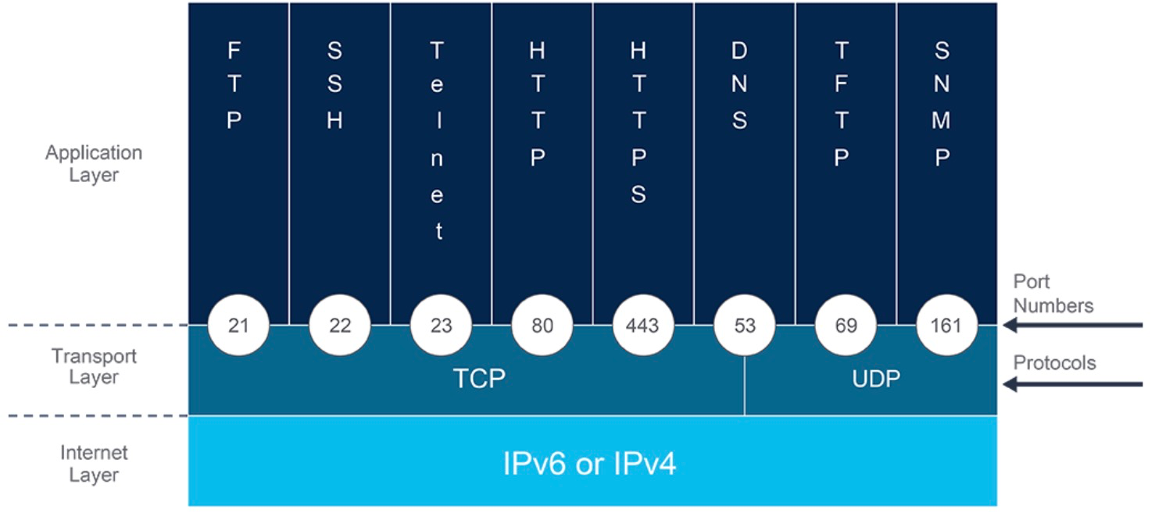 FTP
SSH
Telnet
HTTP
HTTPS
DNS
TFTP
SNMP
Application
Layer
Port
Numbers
21
22
23
80
443
53
69
161
Transport
Layer
TCP
UDP
Protocols
Internet
Layer
IPv6 or IPv4